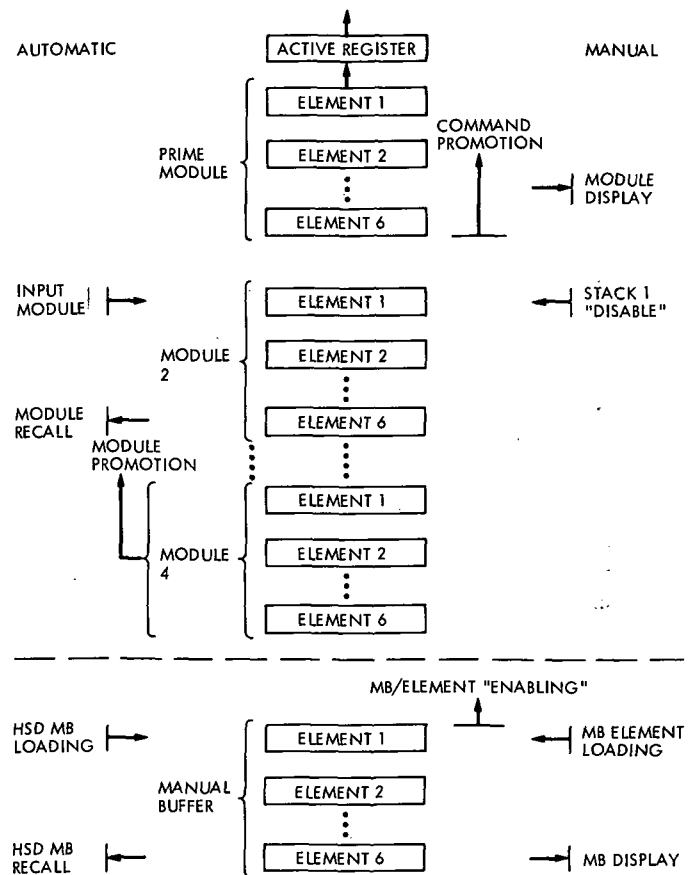 AUTOMATIC
ACTIVE REGISTER
MANUAL
ELEMENT 1
COMMAND
PROMOTION
PRIME
MODULE
ELEMENT 2
MODULE
DISPLAY
ELEMENT 6
INPUT
MODULE
ELEMENT 1
STACK 1
"DISABLE"
MODULE
2
ELEMENT 2
MODULE
RECALL
ELEMENT 6
MODULE
PROMOTION
ELEMENT 1
MODULE
4
ELEMENT 2
ELEMENT 6
MB/ELEMENT "ENABLING"
HSD MB
LOADING
ELEMENT 1
MB ELEMENT
LOADING
MANUAL
BUFFER
ELEMENT 2
HSD MB
RECALL
ELEMENT 6
MB DISPLAY